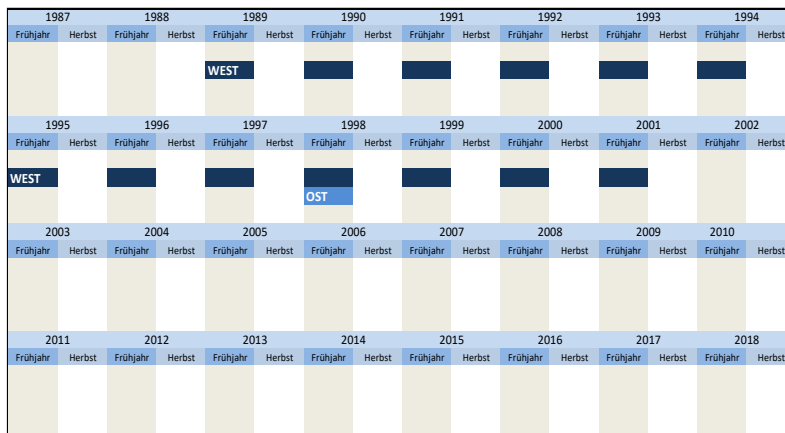 1987 1988 1989 1990 1991 1992 1993 1994
Frühjahr Herbst Frühjahr Herbst Frühjahr Herbst Frühjahr Herbst Frühjahr Herbst Frühjahr Herbst Frühjahr Herbst Frühjahr Herbst
WEST
1995 1996 1997 1998 1999 2000 2001 2002
Frühjahr Herbst Frühjahr Herbst Frühjahr Herbst Frühjahr Herbst Frühjahr Herbst Frühjahr Herbst Frühjahr Herbst Frühjahr Herbst
WEST
OST
2003 2004 2005 2006 2007 2008 2009 2010
Frühjahr Herbst Frühjahr Herbst Frühjahr Herbst Frühjahr Herbst Frühjahr Herbst Frühjahr Herbst Frühjahr Herbst Frühjahr Herbst
2011 2012 2013 2014 2015 2016 2017 2018
Frühjahr Herbst Frühjahr Herbst Frühjahr Herbst Frühjahr Herbst Frühjahr Herbst Frühjahr Herbst Frühjahr Herbst Frühjahr Herbst